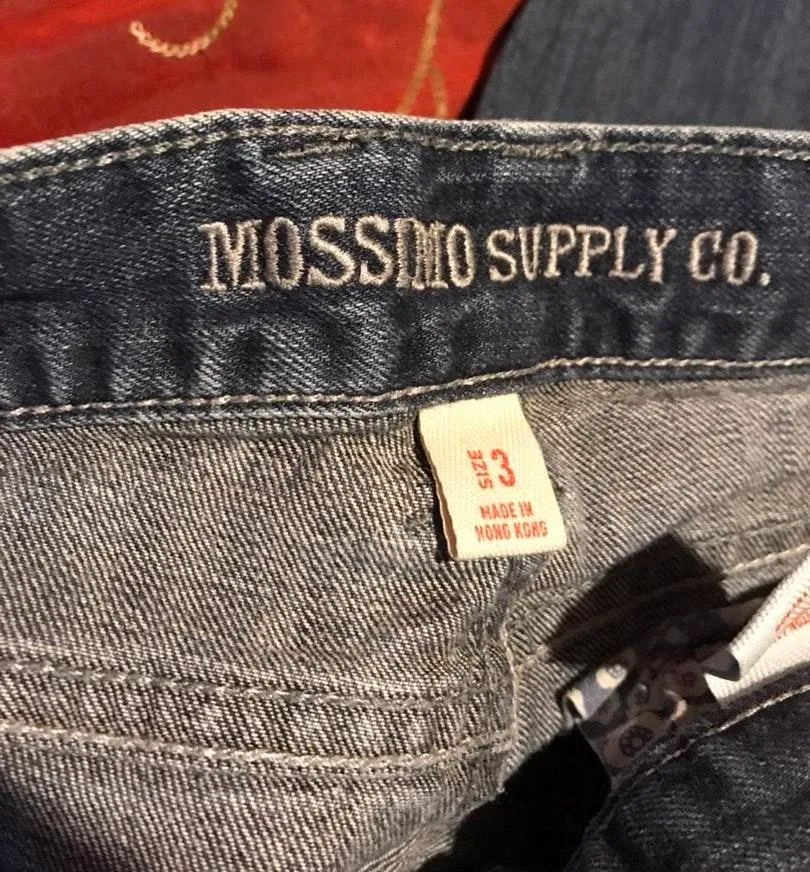 MOSSIMO SUPPLY CO.
SIZE 3
MADE IN
HONG KONG